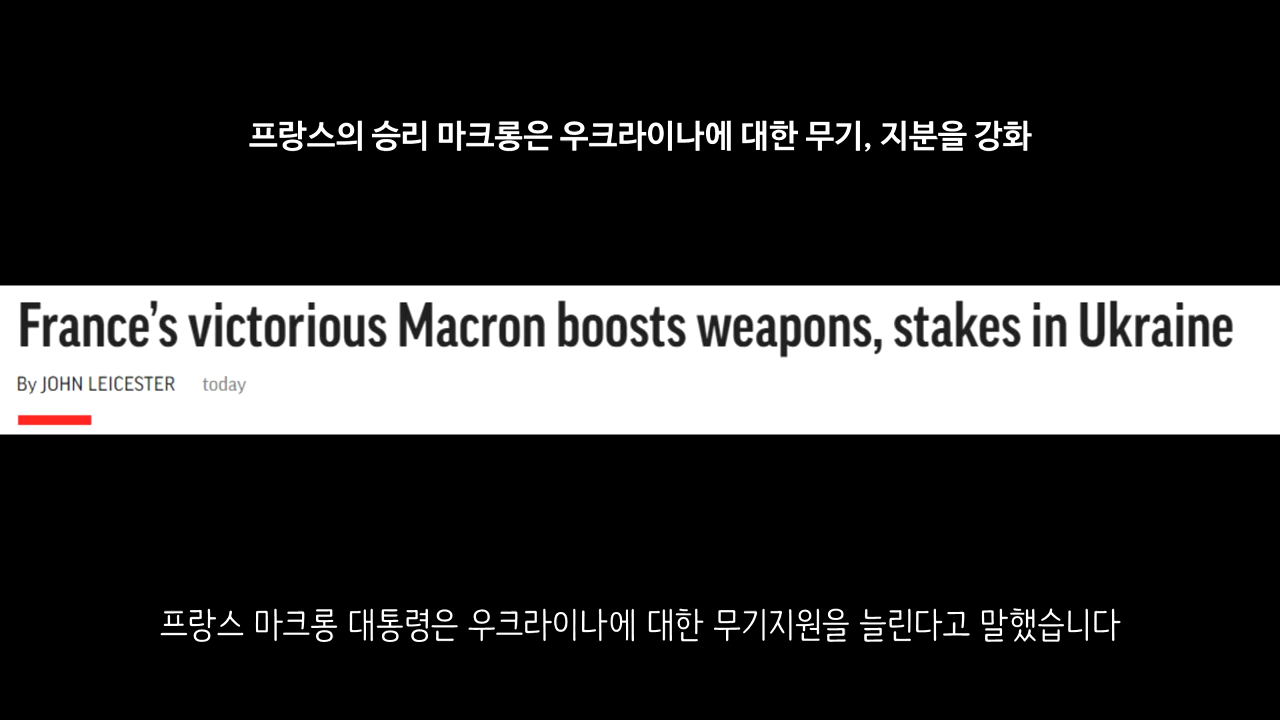 프랑스의 승리 마크롱은 우크라이나에 대한 무기, 지분을 강화
France’s victorious Macron boosts weapons, stakes in Ukraine
By JOHN LEICESTER today
프랑스 마크롱 대통령은 우크라이나에 대한 무기지원을 늘린다고 말했습니다